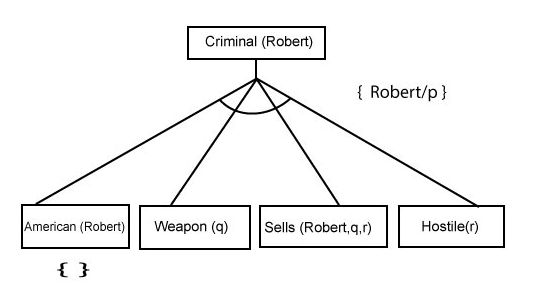 Criminal (Robert)
{ Robert/p }
American (Robert)
Weapon (q)
Sells (Robert,q,r)
Hostile(r)
{ }